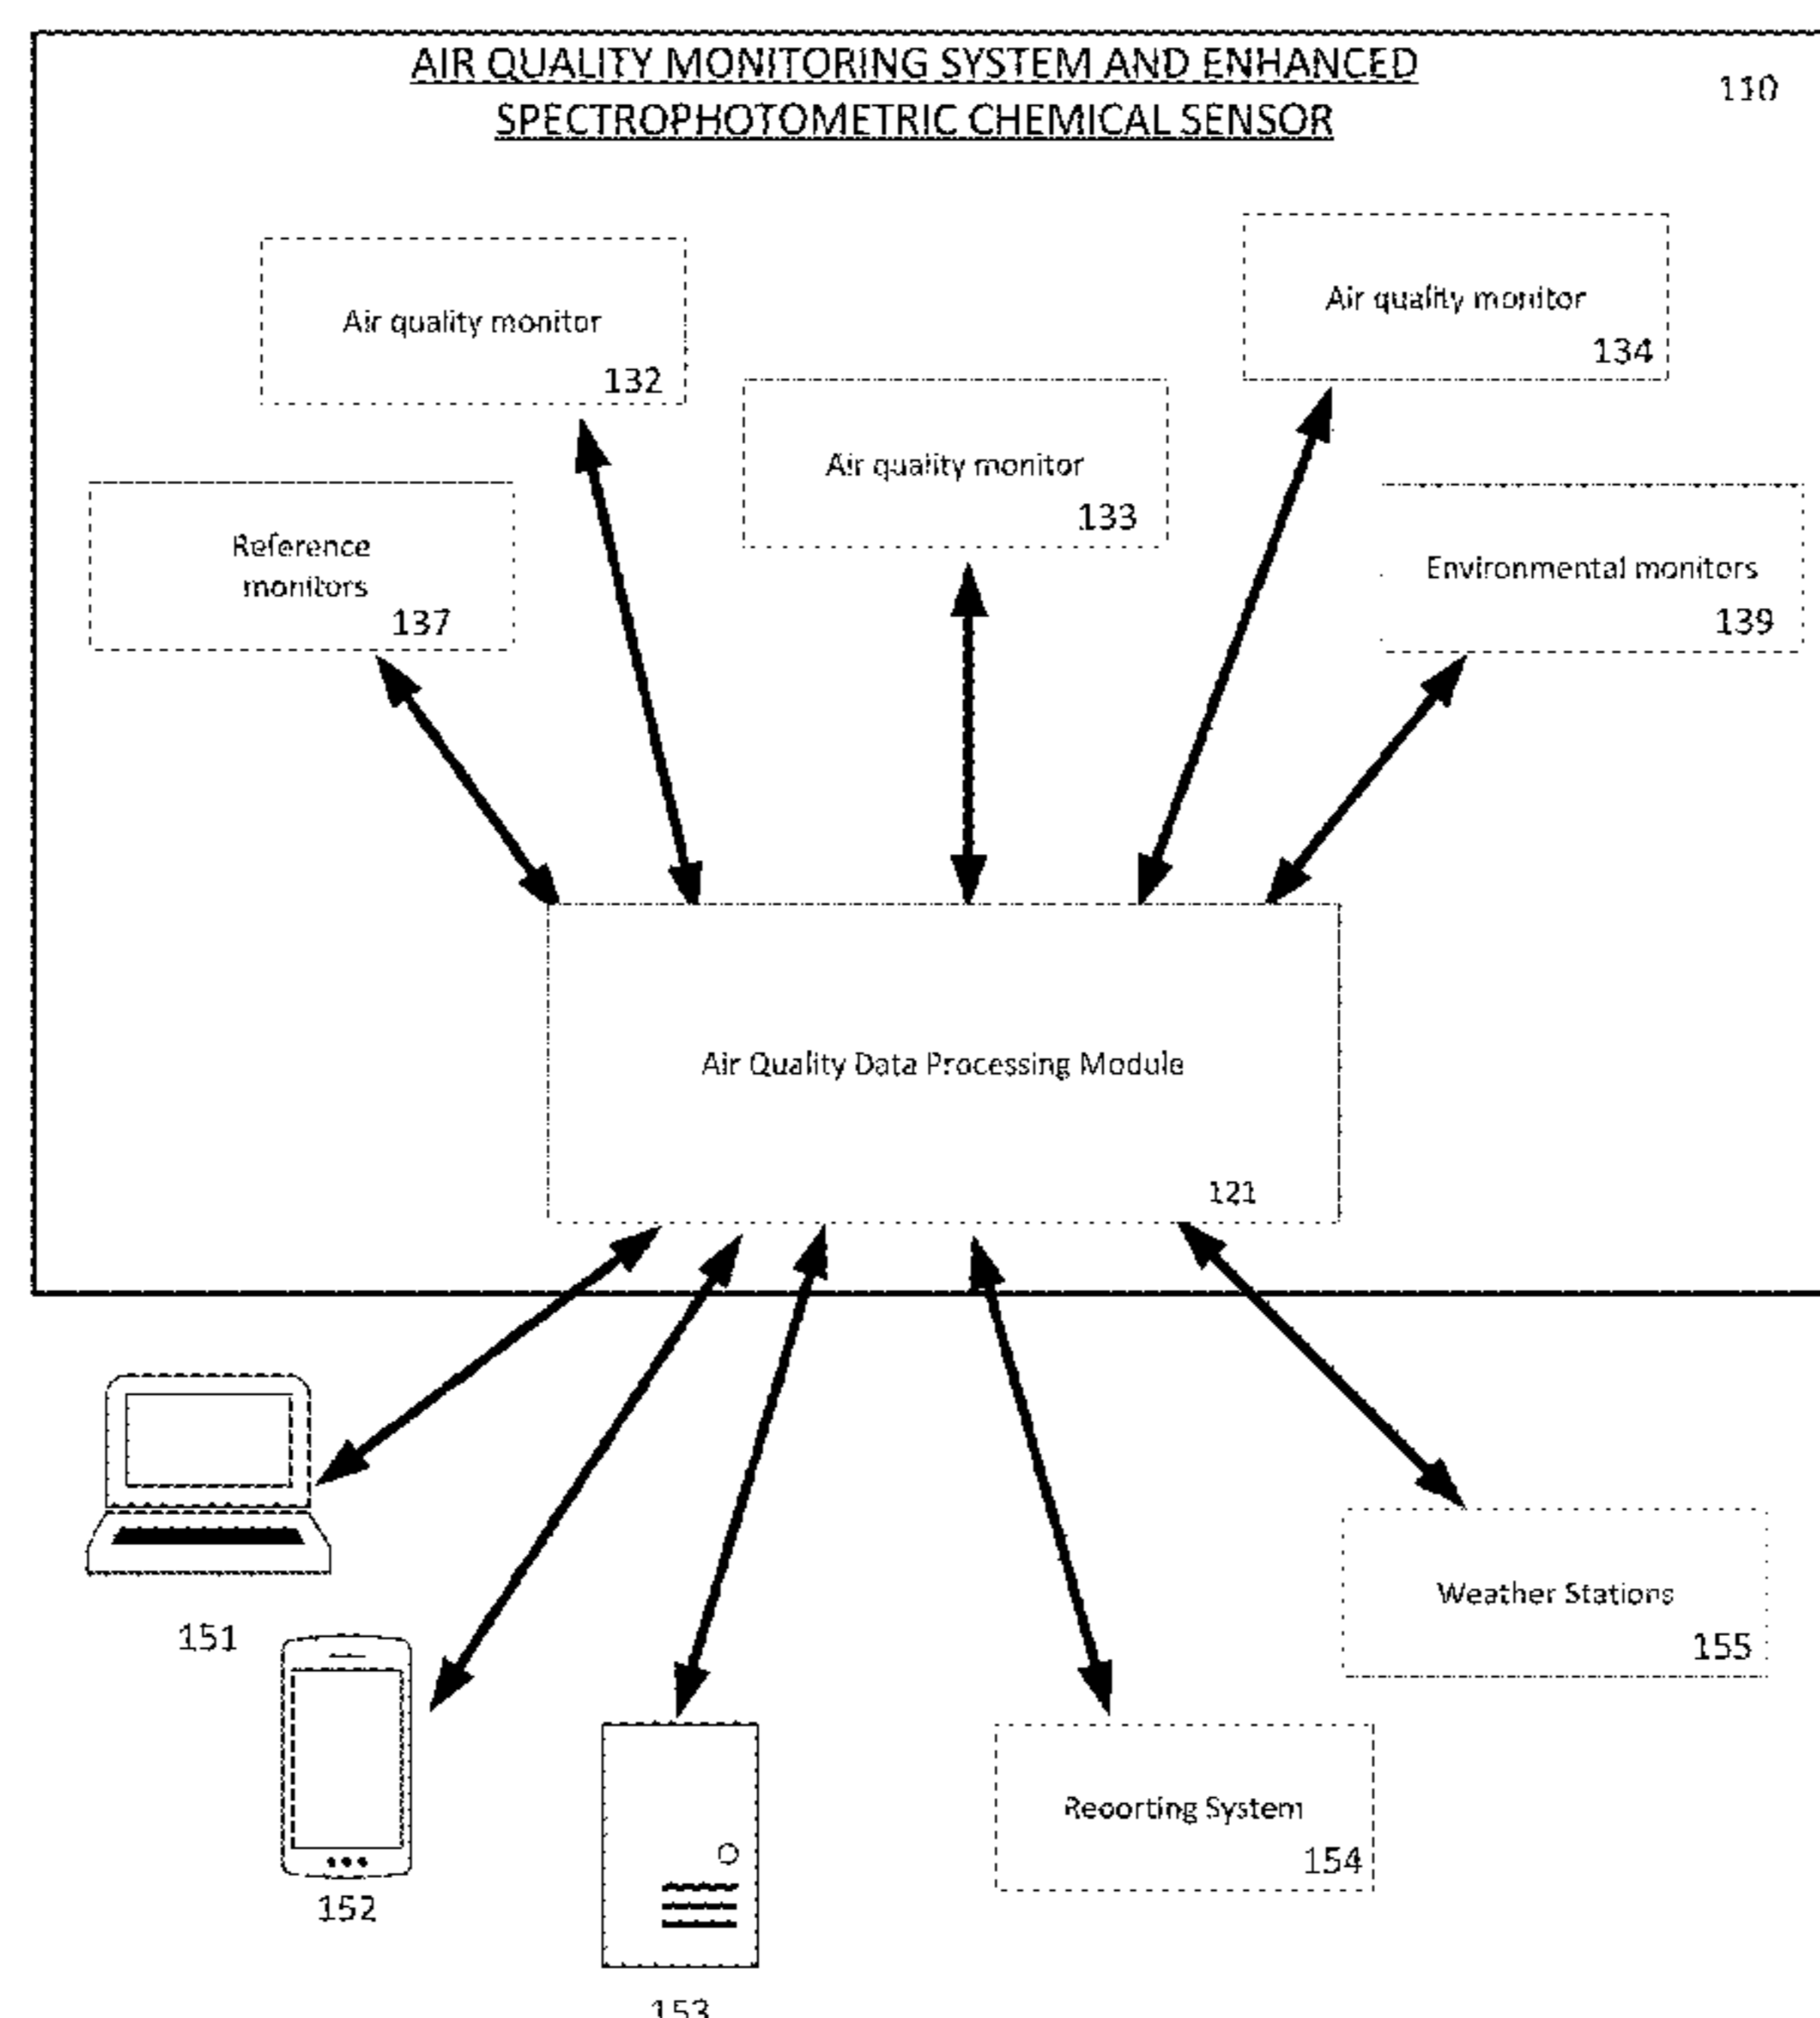 AIR QUALITY MONITORING SYSTEM AND ENHANCED
SPECTROPHOTOMETRIC CHEMICAL SENSOR
110
Air quality monitor
132
Air quality monitor
134
Air quality monitor
133
Reference
monitors
137
Environmental monitors
139
Air Quality Data Processing Module
121
151
152
153
Reporting System
154
Weather Stations
155